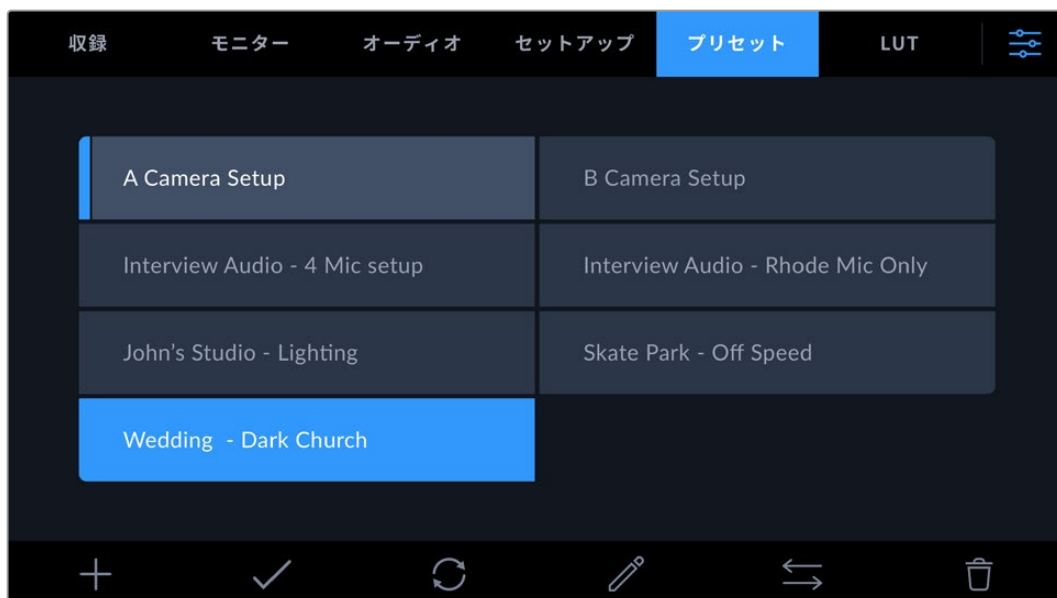 収録 モニター オーディオ セットアップ プリセット LUT
A Camera Setup B Camera Setup
Interview Audio - 4 Mic setup Interview Audio - Rhode Mic Only
John's Studio - Lighting Skate Park - Off Speed
Wedding - Dark Church